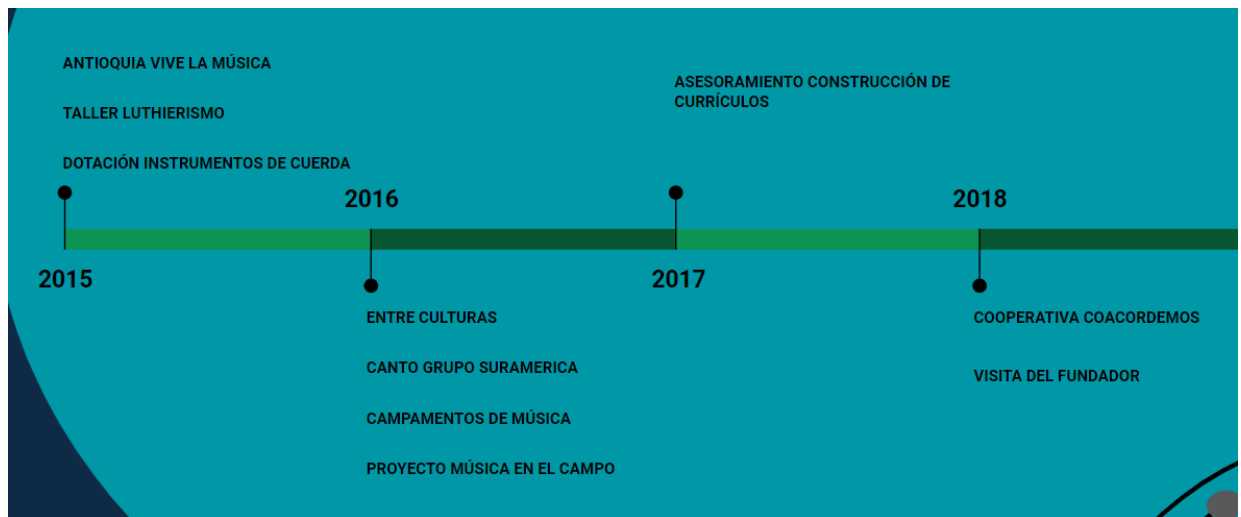 ANTIOQUIA VIVE LA MÚSICA
TALLER LUTHIERISMO
DOTACIÓN INSTRUMENTOS DE CUERDA
2015
2016
ENTRE CULTURAS
CANTO GRUPO SURAMERICA
CAMPAMENTOS DE MÚSICA
PROYECTO MÚSICA EN EL CAMPO
ASESORAMIENTO CONSTRUCCIÓN DE
CURRÍCULOS
2017
2018
COOPERATIVA COACORDEMOS
VISITA DEL FUNDADOR